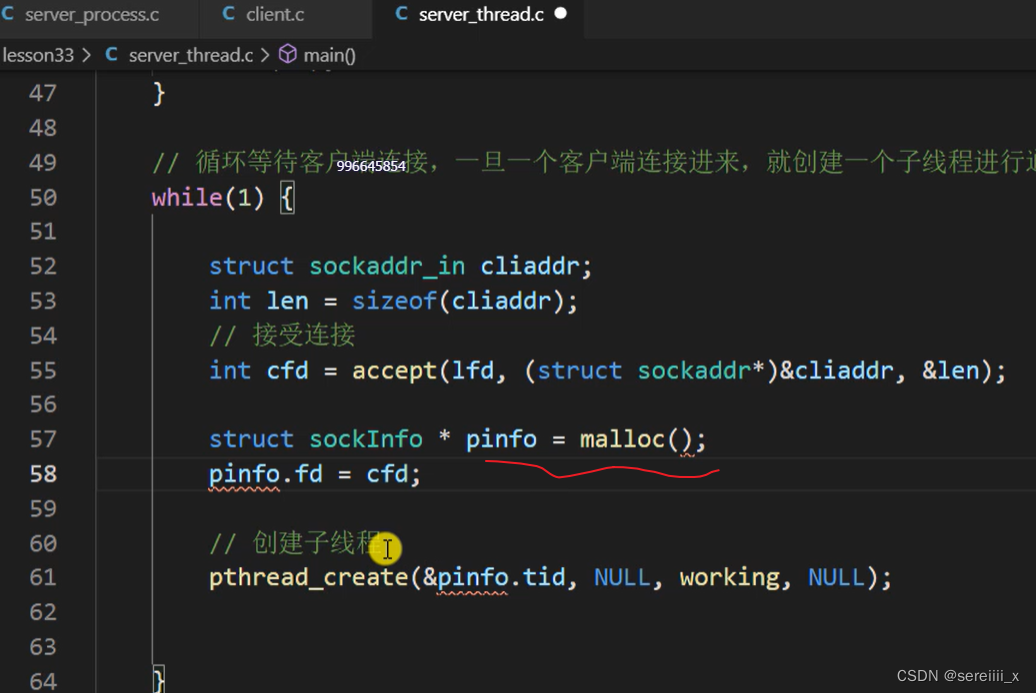 server_process.c client.c server_thread.c
lesson33 > server_thread.c > main()
47 }
48
49 // 循环等待客户端连接，一旦一个客户端连接进来，就创建一个子线程进行
996645854
50 while(1) {
51
52 struct sockaddr_in cliaddr;
53 int len = sizeof(cliaddr);
54 // 接受连接
55 int cfd = accept(lfd, (struct sockaddr*)&cliaddr, &len);
56
57 struct sockInfo * pinfo = malloc();
58 pinfo.fd = cfd;
59
60 // 创建子线程
61 pthread_create(&pinfo.tid, NULL, working, NULL);
62
63
64 }
CSDN @sereiiii_x